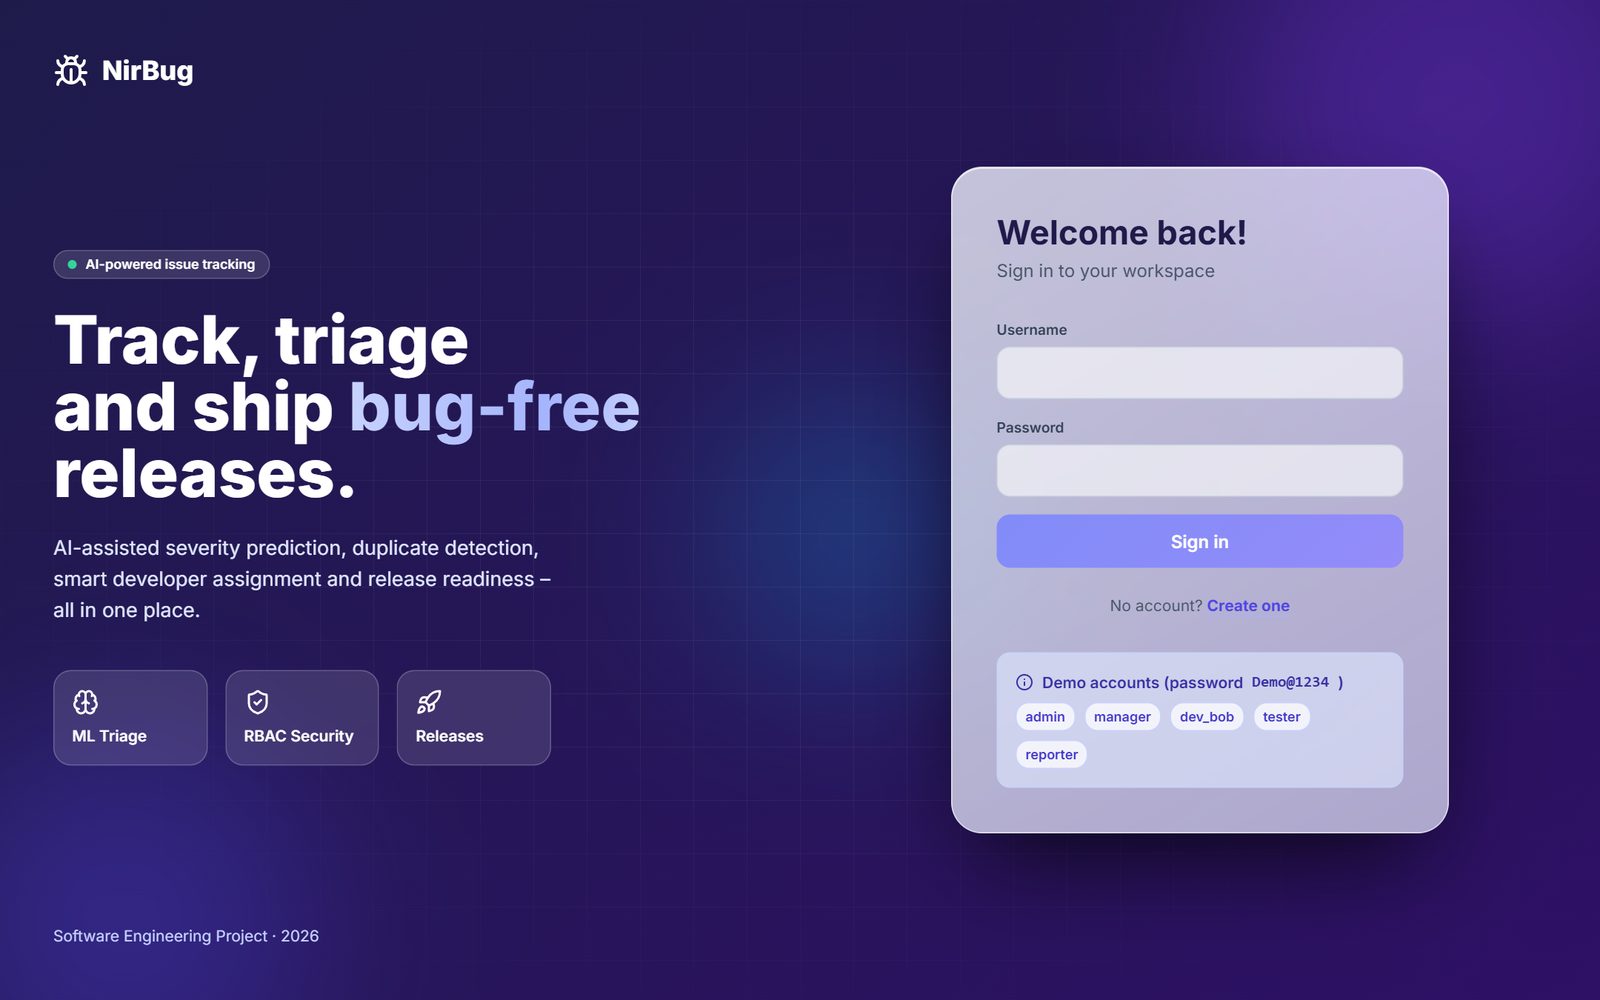 NirBug
AI-powered issue tracking
Track, triage
and ship bug-free
releases.
AI-assisted severity prediction, duplicate detection,
smart developer assignment and release readiness –
all in one place.
ML Triage
RBAC Security
Releases
Software Engineering Project · 2026
Welcome back!
Sign in to your workspace
Username
Password
Sign in
No account? Create one
Demo accounts (password Demo@1234 )
admin manager dev_bob tester
reporter